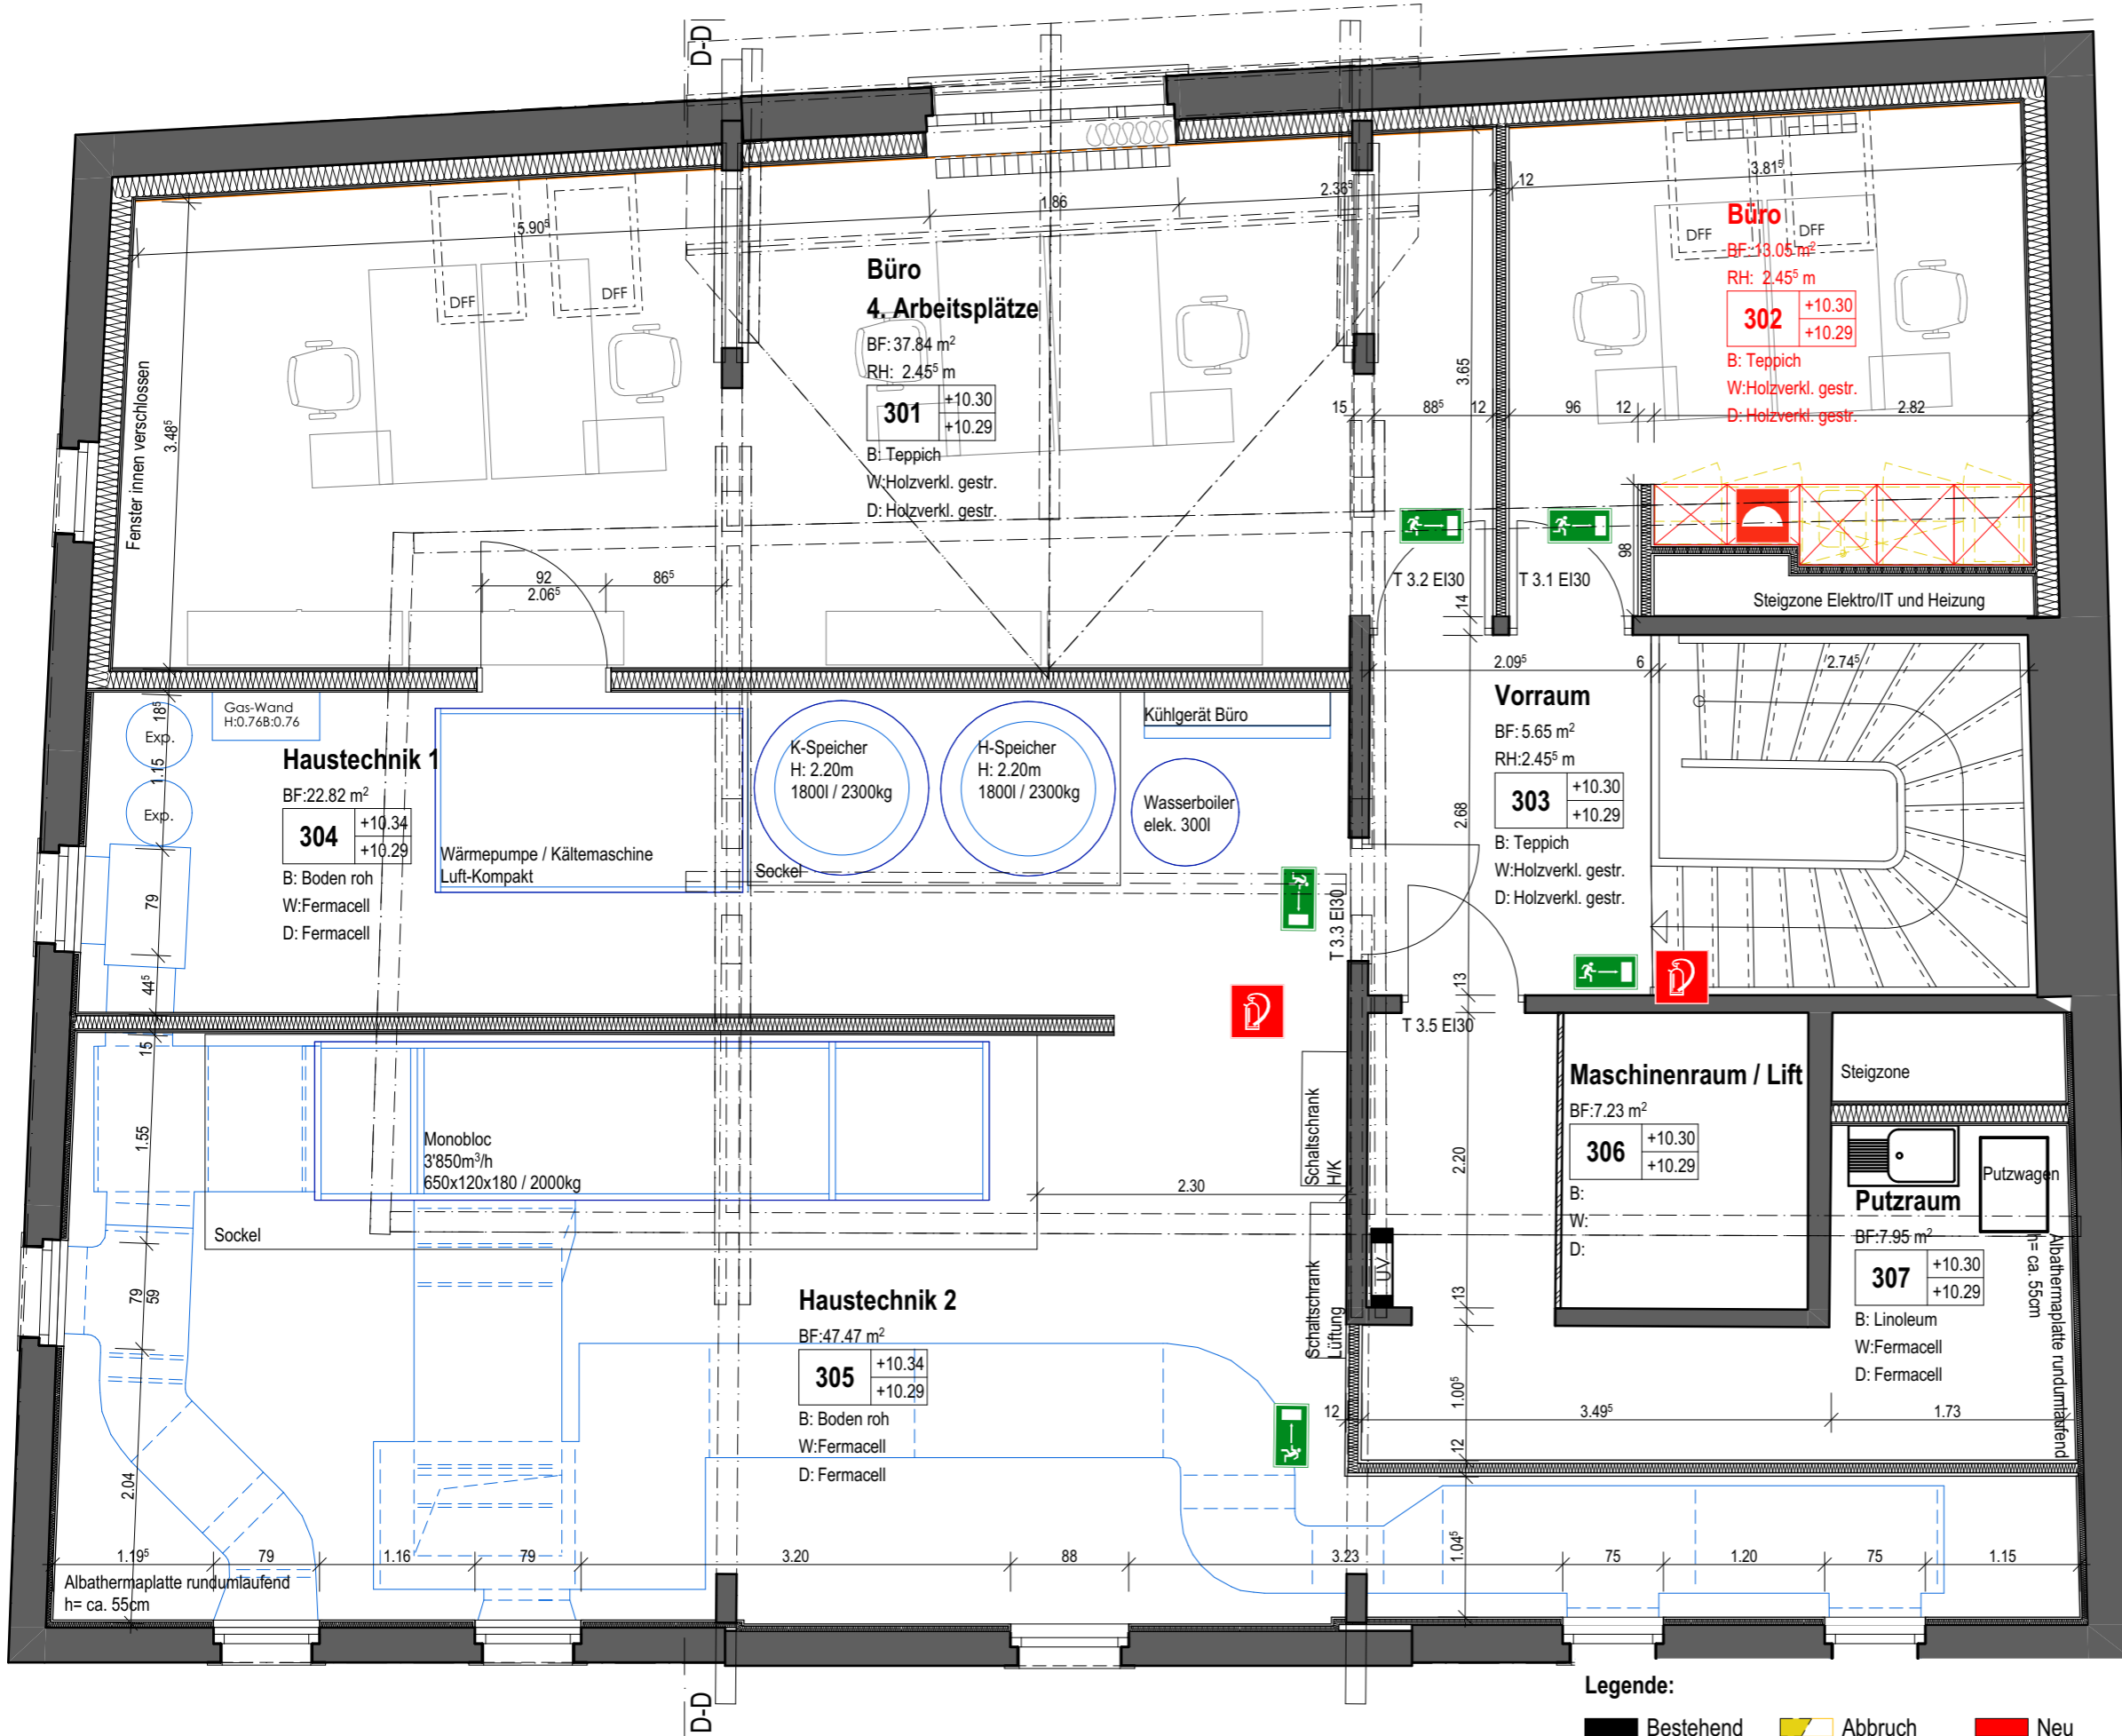 D-D
5.90⁵
1.86
2.36⁵
12
3.81⁵
Büro
4. Arbeitsplätze
BF: 37.84 m²
RH: 2.45⁵ m
301
+10.30
+10.29
B: Teppich
W:Holzverkl. gestr.
D: Holzverkl. gestr.
Büro
BF: 13.05 m²
RH: 2.45⁵ m
302
+10.30
+10.29
B: Teppich
W:Holzverkl. gestr.
D: Holzverkl. gestr.
DFF
DFF
DFF
DFF
Fenster innen verschlossen
3.48⁵
3.65
15
88⁵
12
96
12
2.82
98
92
2.06⁵
86⁵
T 3.2 EI30
T 3.1 EI30
14
Steigzone Elektro/IT und Heizung
2.09⁵
6
2.74⁵
Vorraum
BF: 5.65 m²
RH:2.45⁵ m
303
+10.30
+10.29
B: Teppich
W:Holzverkl. gestr.
D: Holzverkl. gestr.
2.68
13
Gas-Wand
H:0.76B:0.76
18⁵
Exp.
1.15
Exp.
79
44⁵
Haustechnik 1
BF:22.82 m²
304
+10.34
+10.29
B: Boden roh
W:Fermacell
D: Fermacell
Wärmepumpe / Kältemaschine
Luft-Kompakt
K-Speicher
H: 2.20m
1800l / 2300kg
H-Speicher
H: 2.20m
1800l / 2300kg
Sockel
Kühlgerät Büro
Wasserboiler
elek. 300l
T 3.3 EI30
T 3.5 EI30
15
1.55
79
59
2.04
Monobloc
3'850m³/h
650x120x180 / 2000kg
Sockel
2.30
Schaltschrank
H/K
Schaltschrank
Lüftung
UV
2.20
13
Maschinenraum / Lift
BF:7.23 m²
306
+10.30
+10.29
B:
W:
D:
Steigzone
Putzwagen
Putzraum
BF:7.95 m²
307
+10.30
+10.29
B: Linoleum
W:Fermacell
D: Fermacell
Albathermaplatte rundumlaufend
h= ca. 55cm
Haustechnik 2
BF:47.47 m²
305
+10.34
+10.29
B: Boden roh
W:Fermacell
D: Fermacell
12
3.49⁵
1.73
1.00⁵
12
1.04⁵
1.19⁵
79
1.16
79
3.20
88
3.23
75
1.20
75
1.15
Albathermaplatte rundumlaufend
h= ca. 55cm
D-D
Legende:
Bestehend
Abbruch
Neu